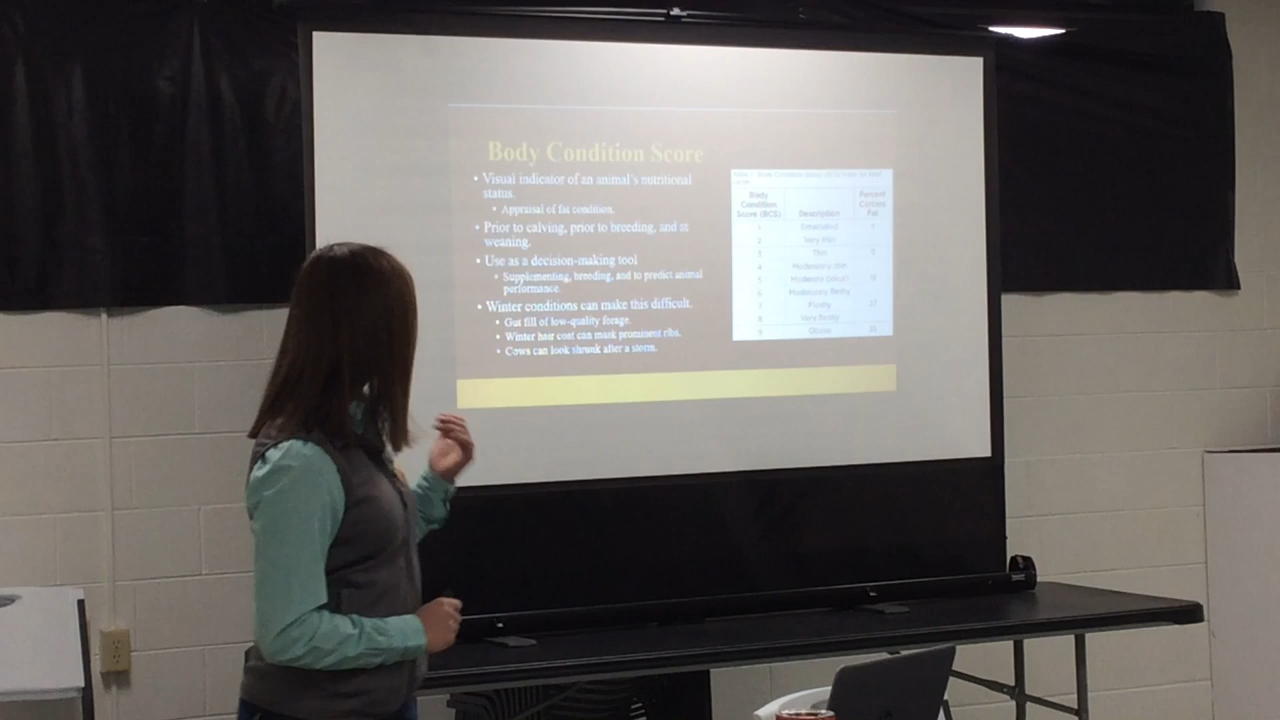 Body Condition Score
• Visual indicator of an animal's nutritional
status.
• Appraisal of fat condition.
• Prior to calving, prior to breeding, and at
weaning.
• Use as a decision-making tool
• Supplementing, breeding, and to predict animal
performance.
• Winter conditions can make this difficult.
• Gut fill of low-quality forage.
• Winter hair coat can mask prominent ribs.
• Cows can look shrunk after a storm.
Body
Condition
Score (BCS)
Description
Percent
Carcass
Fat
1 Emaciated
2 Very thin
3 Thin
4 Moderately thin
5 Moderate
6 Moderately fleshy
7 Fleshy
8 Very fleshy
9 Obese